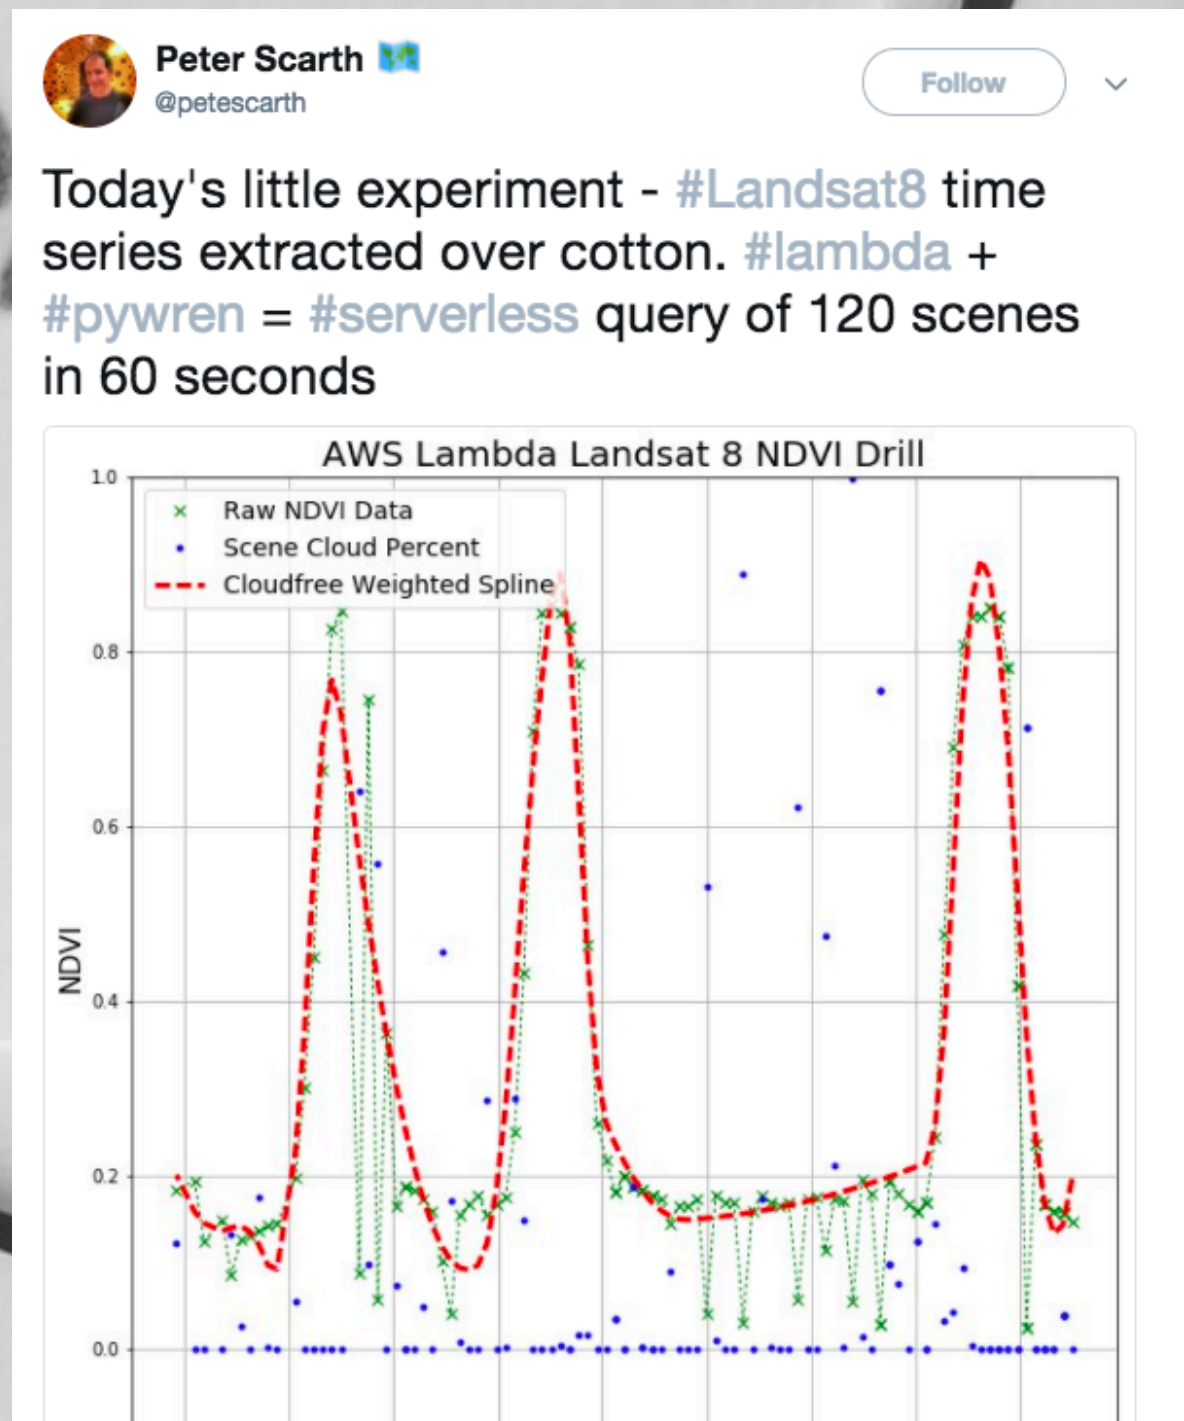 Peter Scarth
@petescarth
Follow
Today's little experiment - #Landsat8 time
series extracted over cotton. #lambda +
#pywren = #serverless query of 120 scenes
in 60 seconds
AWS Lambda Landsat 8 NDVI Drill
1.0
Raw NDVI Data
Scene Cloud Percent
Cloudfree Weighted Spline
0.8
0.6
NDVI
0.4
0.2
0.0